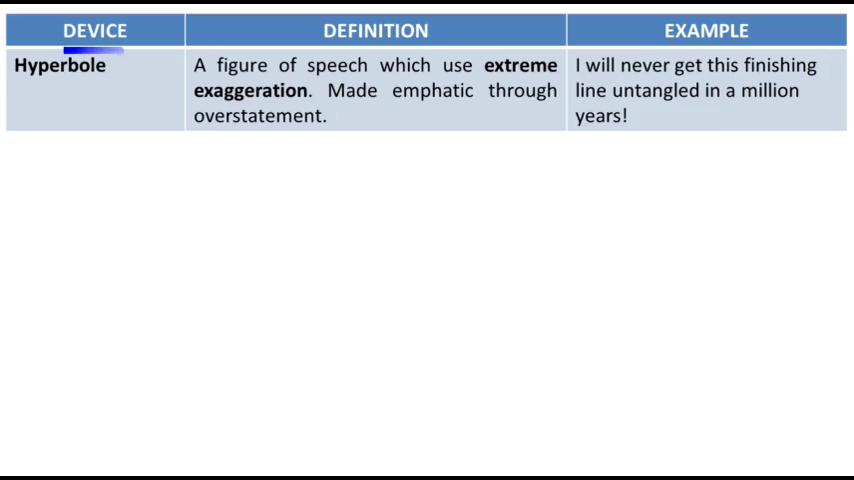 DEVICE DEFINITION EXAMPLE
Hyperbole A figure of speech which use extreme I will never get this finishing
exaggeration. Made emphatic through line untangled in a million
overstatement. years!